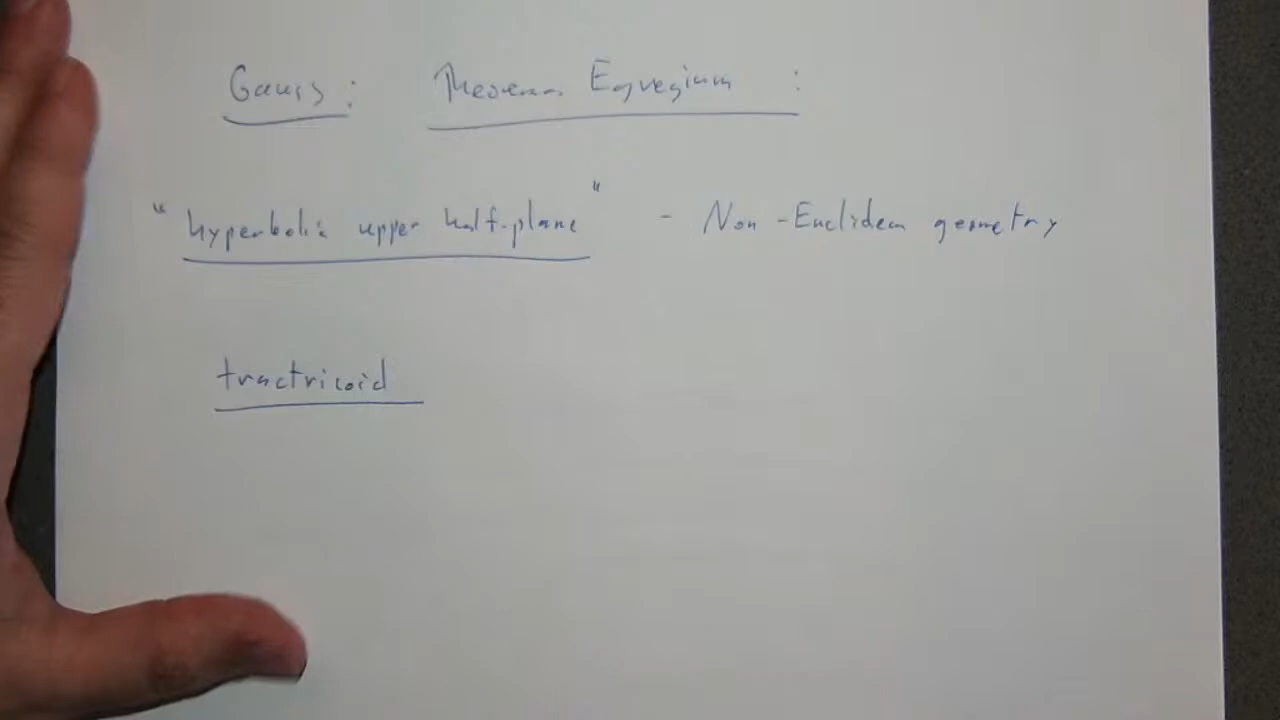 Gauss: Theorema Egregium :
"hyperbolic upper half-plane" - Non-Euclidean geometry
tractricoid